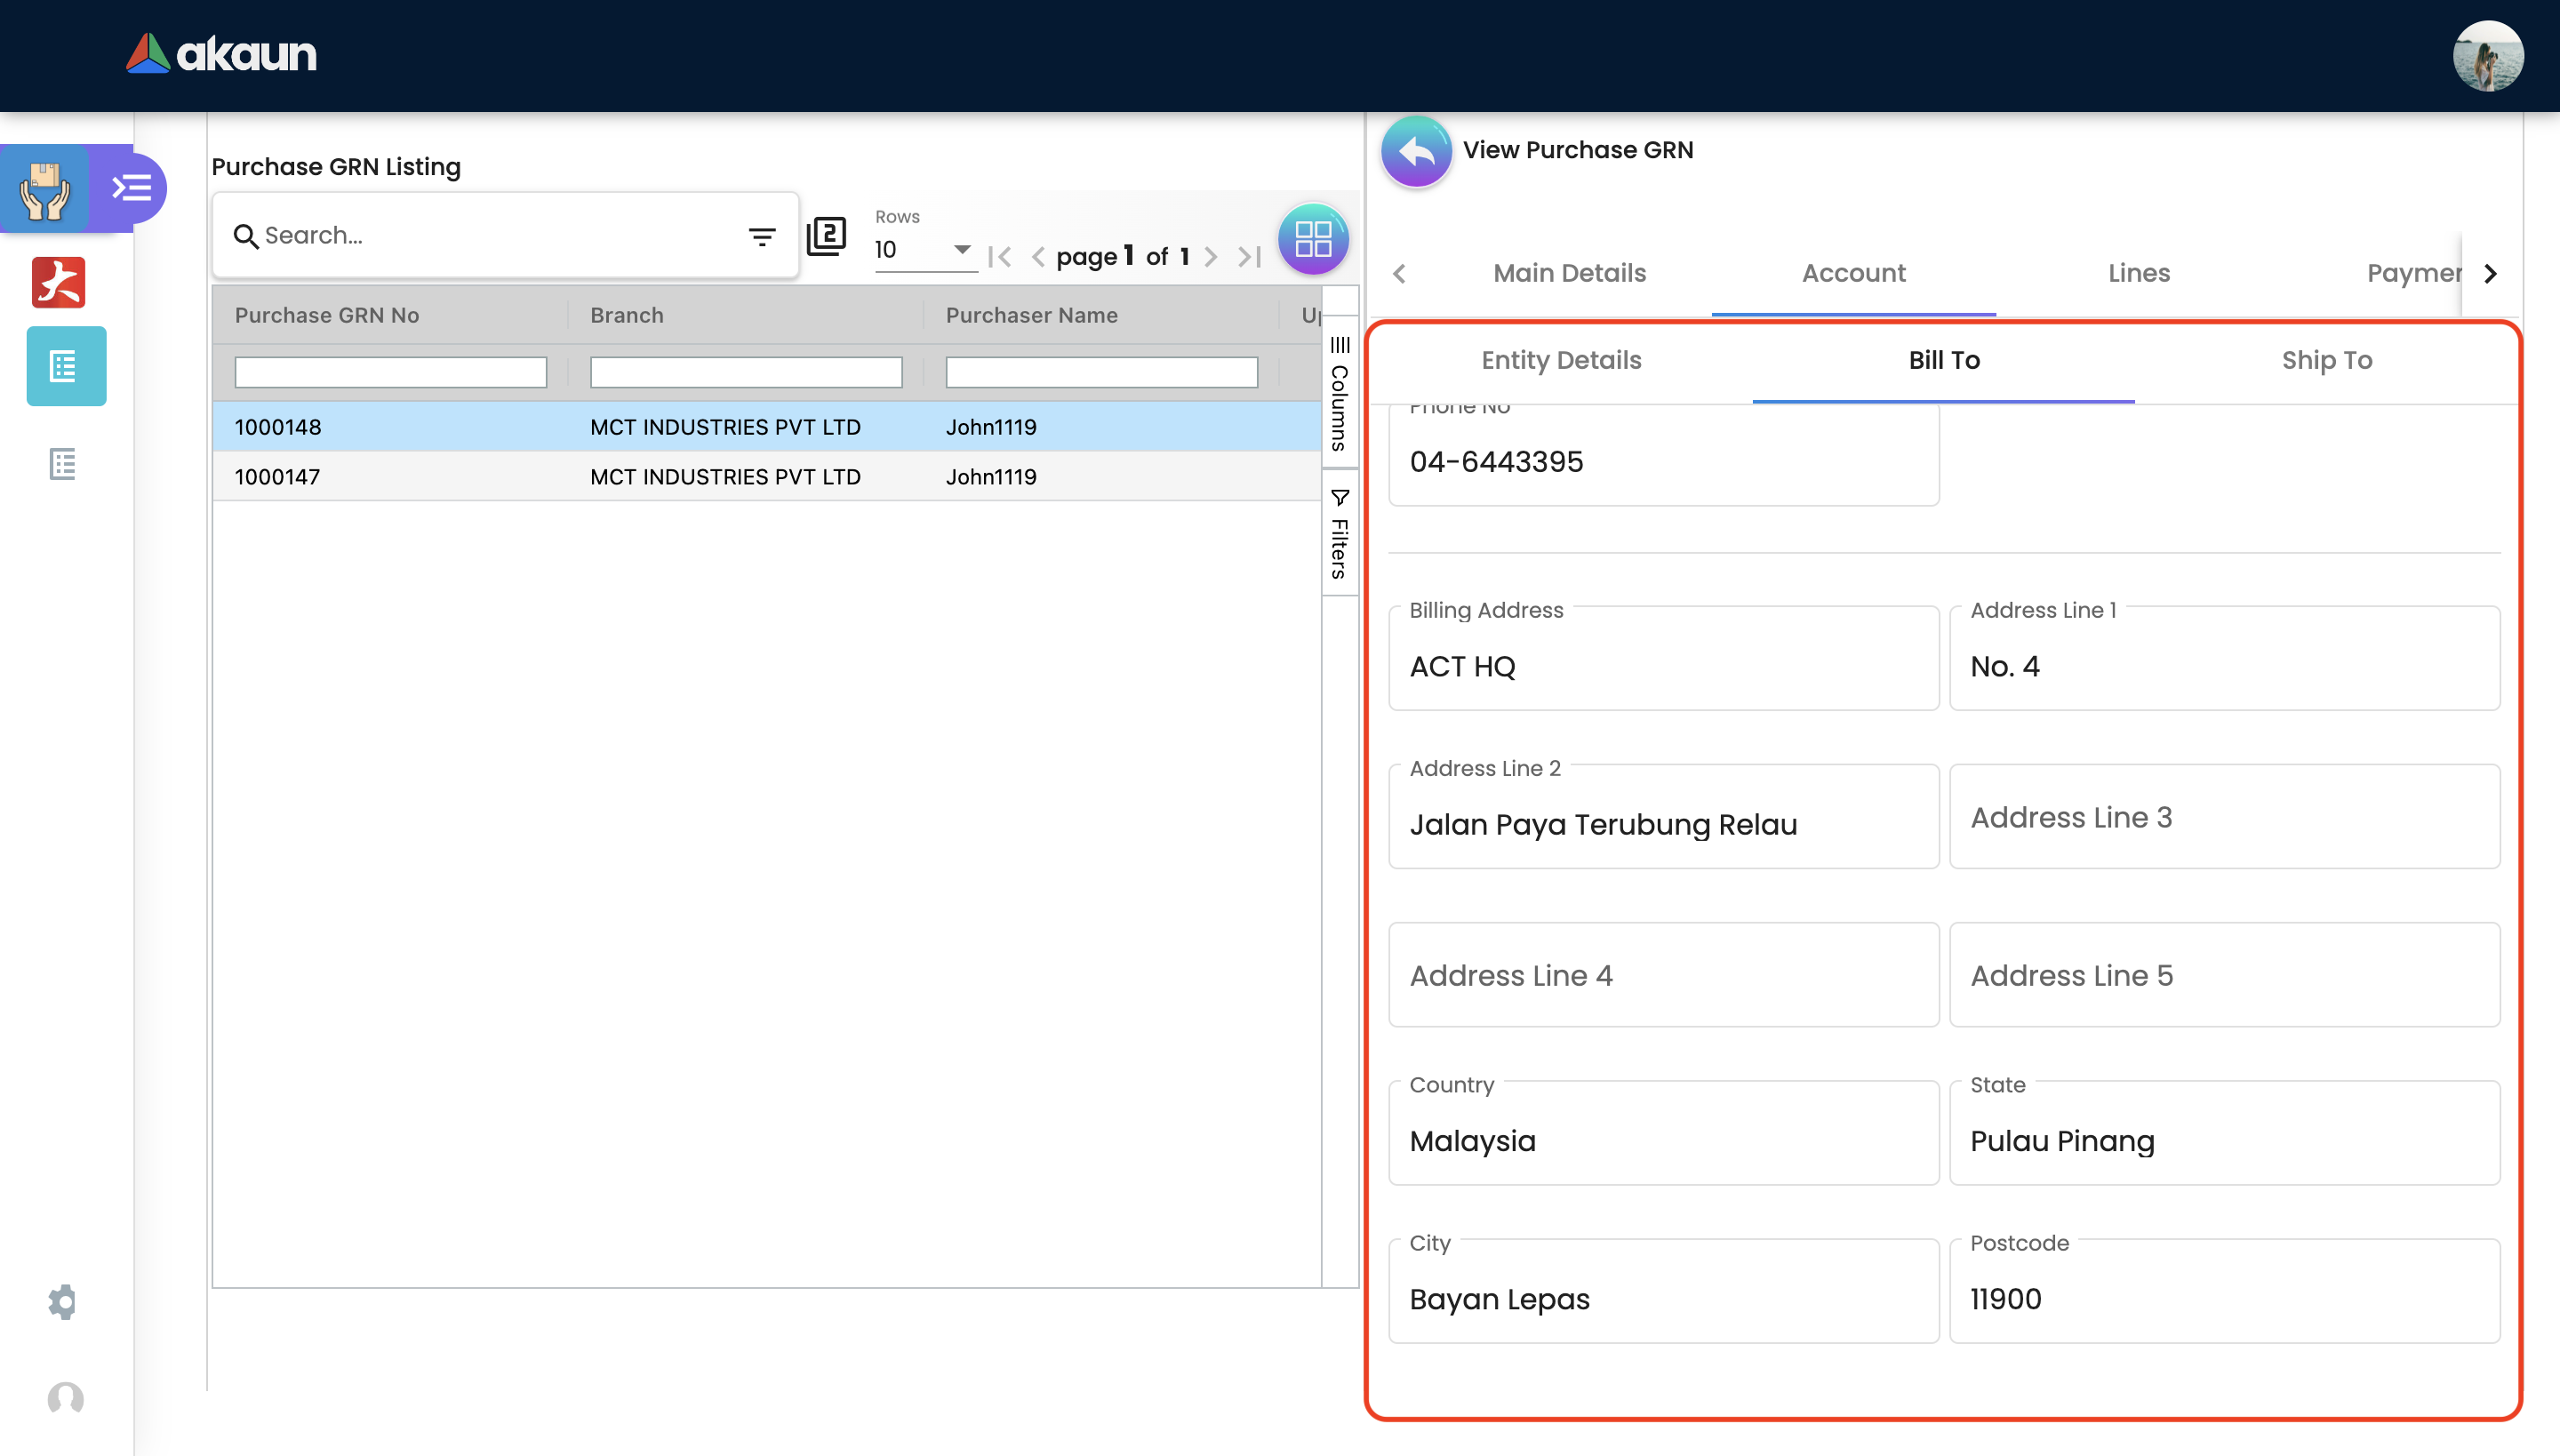 akaun
Purchase GRN Listing
Search...
2
Rows
10
page 1 of 1
Purchase GRN No
Branch
Purchaser Name
1000148
MCT INDUSTRIES PVT LTD
John1119
1000147
MCT INDUSTRIES PVT LTD
John1119
Columns
Filters
View Purchase GRN
Main Details
Account
Lines
Entity Details
Bill To
Ship To
Phone No
04-6443395
Billing Address
ACT HQ
Address Line 1
No. 4
Address Line 2
Jalan Paya Terubung Relau
Address Line 3
Address Line 4
Address Line 5
Country
Malaysia
State
Pulau Pinang
City
Bayan Lepas
Postcode
11900